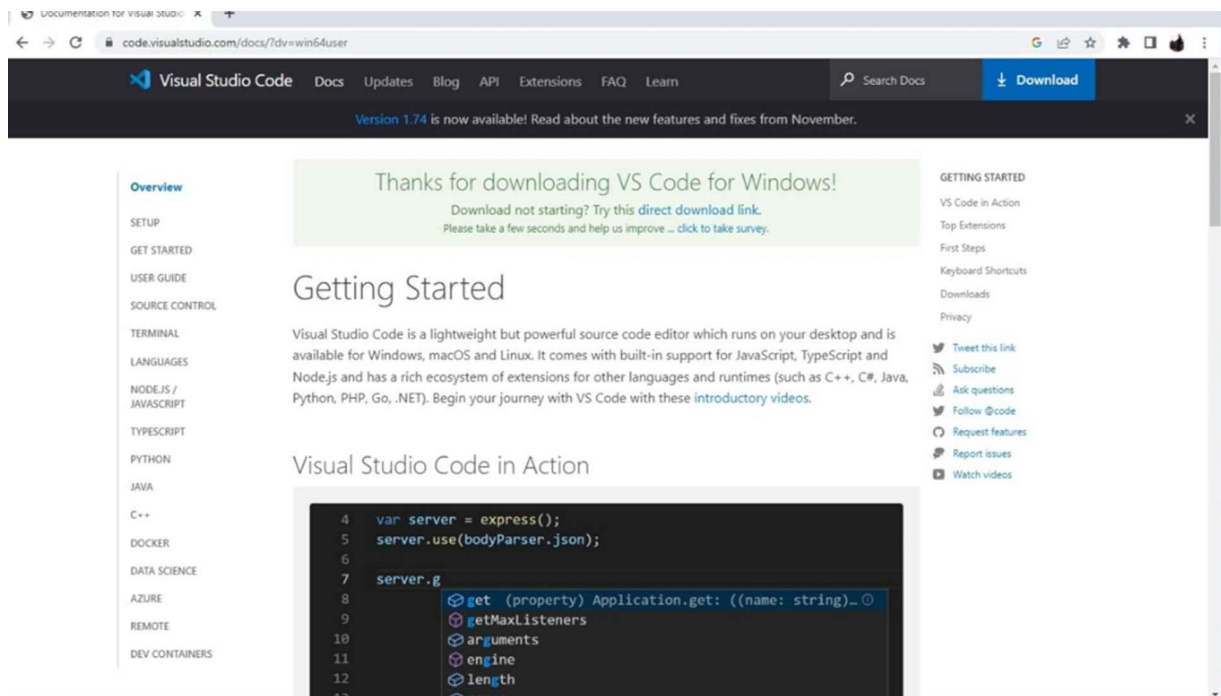 Documentation for Visual Studio
code.visualstudio.com/docs/?dv=win64user
Visual Studio Code Docs Updates Blog API Extensions FAQ Learn Search Docs Download
Version 1.74 is now available! Read about the new features and fixes from November.
Overview
SETUP
GET STARTED
USER GUIDE
SOURCE CONTROL
TERMINAL
LANGUAGES
NODE.JS /
JAVASCRIPT
TYPESCRIPT
PYTHON
JAVA
C++
DOCKER
DATA SCIENCE
AZURE
REMOTE
DEV CONTAINERS
Thanks for downloading VS Code for Windows!
Download not starting? Try this direct download link.
Please take a few seconds and help us improve ... click to take survey.
Getting Started
Visual Studio Code is a lightweight but powerful source code editor which runs on your desktop and is
available for Windows, macOS and Linux. It comes with built-in support for JavaScript, TypeScript and
Node.js and has a rich ecosystem of extensions for other languages and runtimes (such as C++, C#, Java,
Python, PHP, Go, .NET). Begin your journey with VS Code with these introductory videos.
Visual Studio Code in Action
4 var server = express();
5 server.use(bodyParser.json);
6
7 server.g
8 get (property) Application.get: ((name: string)…
9 getMaxListeners
10 arguments
11 engine
12 length
GETTING STARTED
VS Code in Action
Top Extensions
First Steps
Keyboard Shortcuts
Downloads
Privacy
Tweet this link
Subscribe
Ask questions
Follow @code
Request features
Report issues
Watch videos